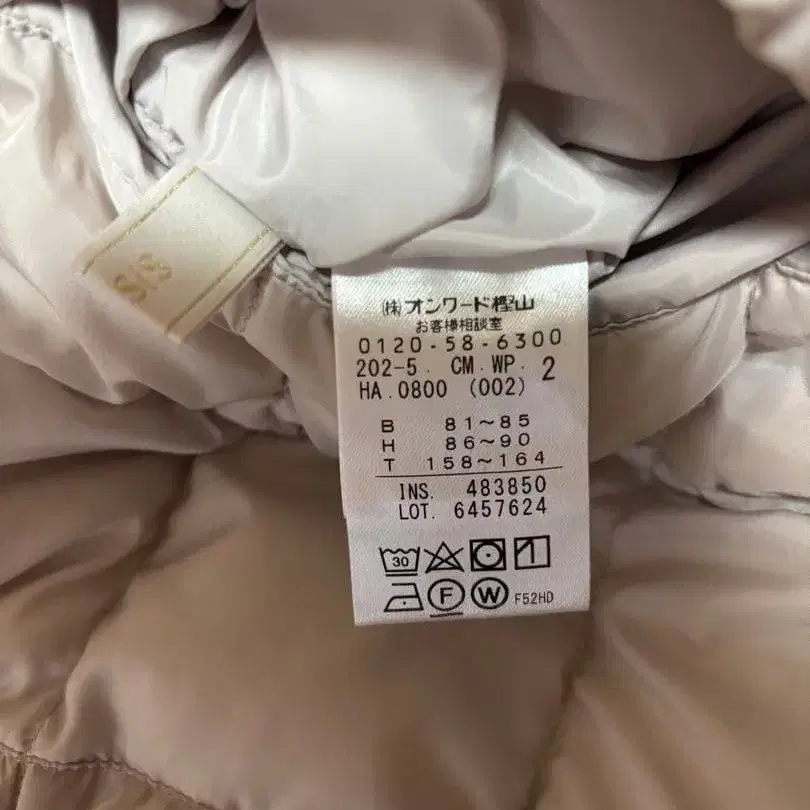 SIS
(株)オンワード樫山
お客様相談室
0120-58-6300
202-5. CM.WP. 2
HA.0800 (002)
B 81~85
H 86~90
T 158~164
INS. 483850
LOT. 6457624
30
F W F52HD